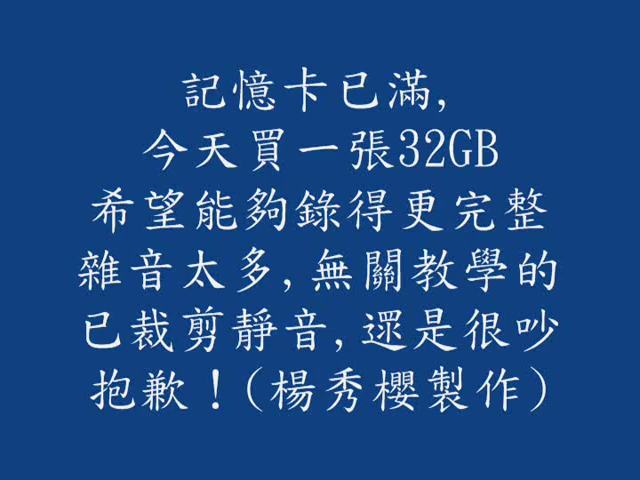 記憶卡已滿,
今天買一張32GB
希望能夠錄得更完整
雜音太多,無關教學的
已裁剪靜音,還是很吵
抱歉！(楊秀櫻製作)